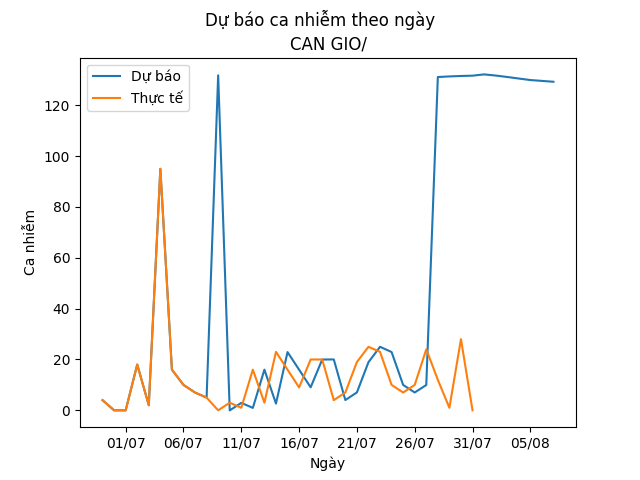 Dự báo ca nhiễm theo ngày
CAN GIO/
Dự báo
Thực tế
Ca nhiễm
120
100
80
60
40
20
0
01/07 06/07 11/07 16/07 21/07 26/07 31/07 05/08
Ngày